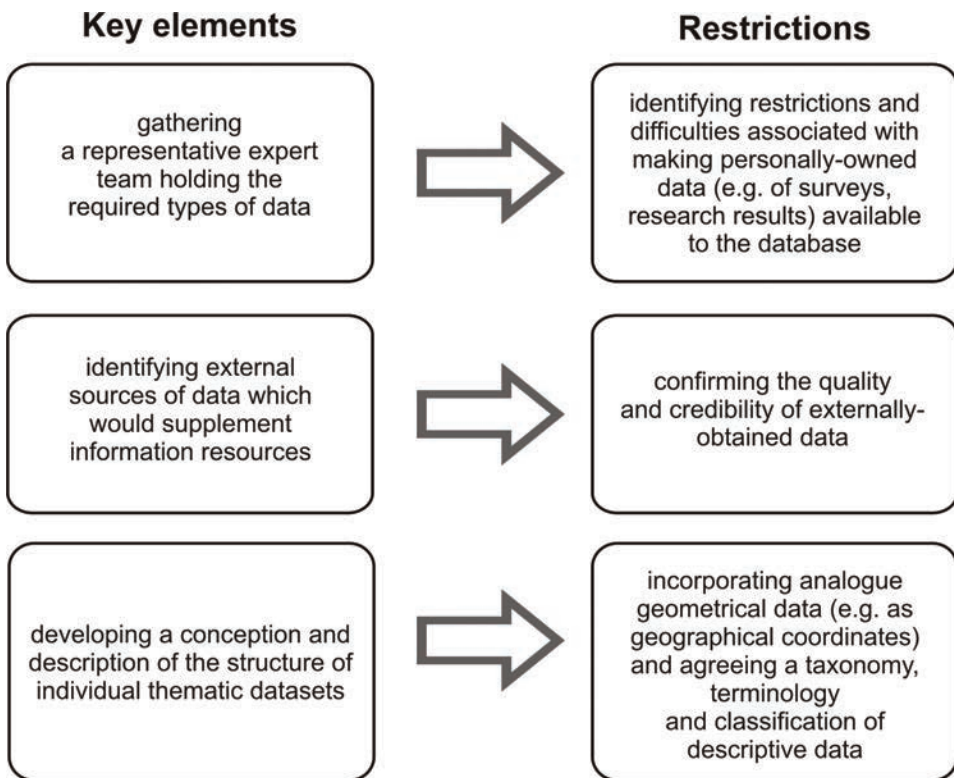 Key elements
Restrictions
gathering
a representative expert
team holding the
required types of data
identifying restrictions and
difficulties associated with
making personally-owned
data (e.g. of surveys,
research results) available
to the database
identifying external
sources of data which
would supplement
information resources
confirming the quality
and credibility of externally-
obtained data
developing a conception and
description of the structure of
individual thematic datasets
incorporating analogue
geometrical data (e.g. as
geographical coordinates)
and agreeing a taxonomy,
terminology
and classification of
descriptive data